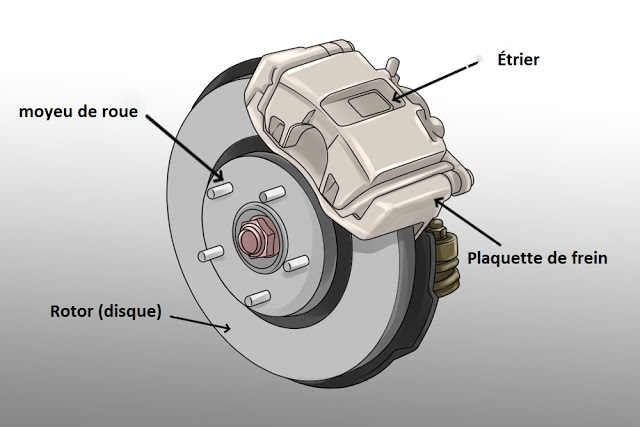 Étrier
moyeu de roue
Plaquette de frein
Rotor (disque)